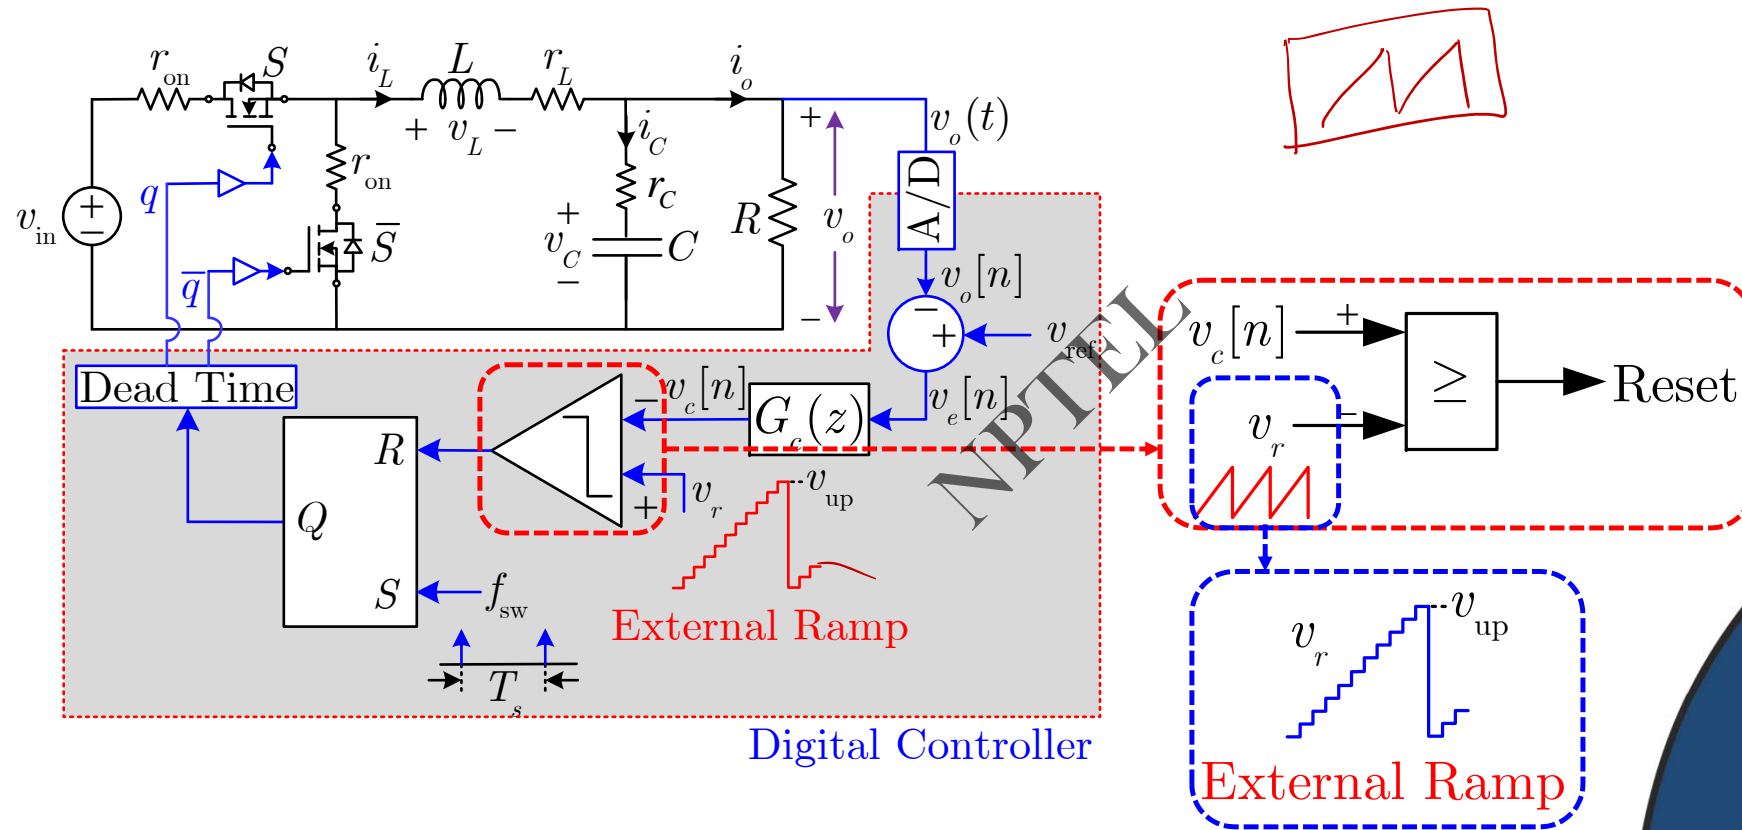 r_on
S
i_L
L
r_L
i_o
+ v_L −
i_C
+
v_o(t)
r_on
q
r_C
A/D
v_in
+
−
S̅
+
v_C
−
C
R
v_o
q̅
−
v_o[n]
−
+
v_ref
Dead Time
− v_c[n]
G_c(z)
v_e[n]
R
v_r
+
v_up
Q
S
f_sw
External Ramp
T_s
Digital Controller
NPTEL
v_c[n]
+
≥
Reset
v_r
−
v_r
v_up
External Ramp